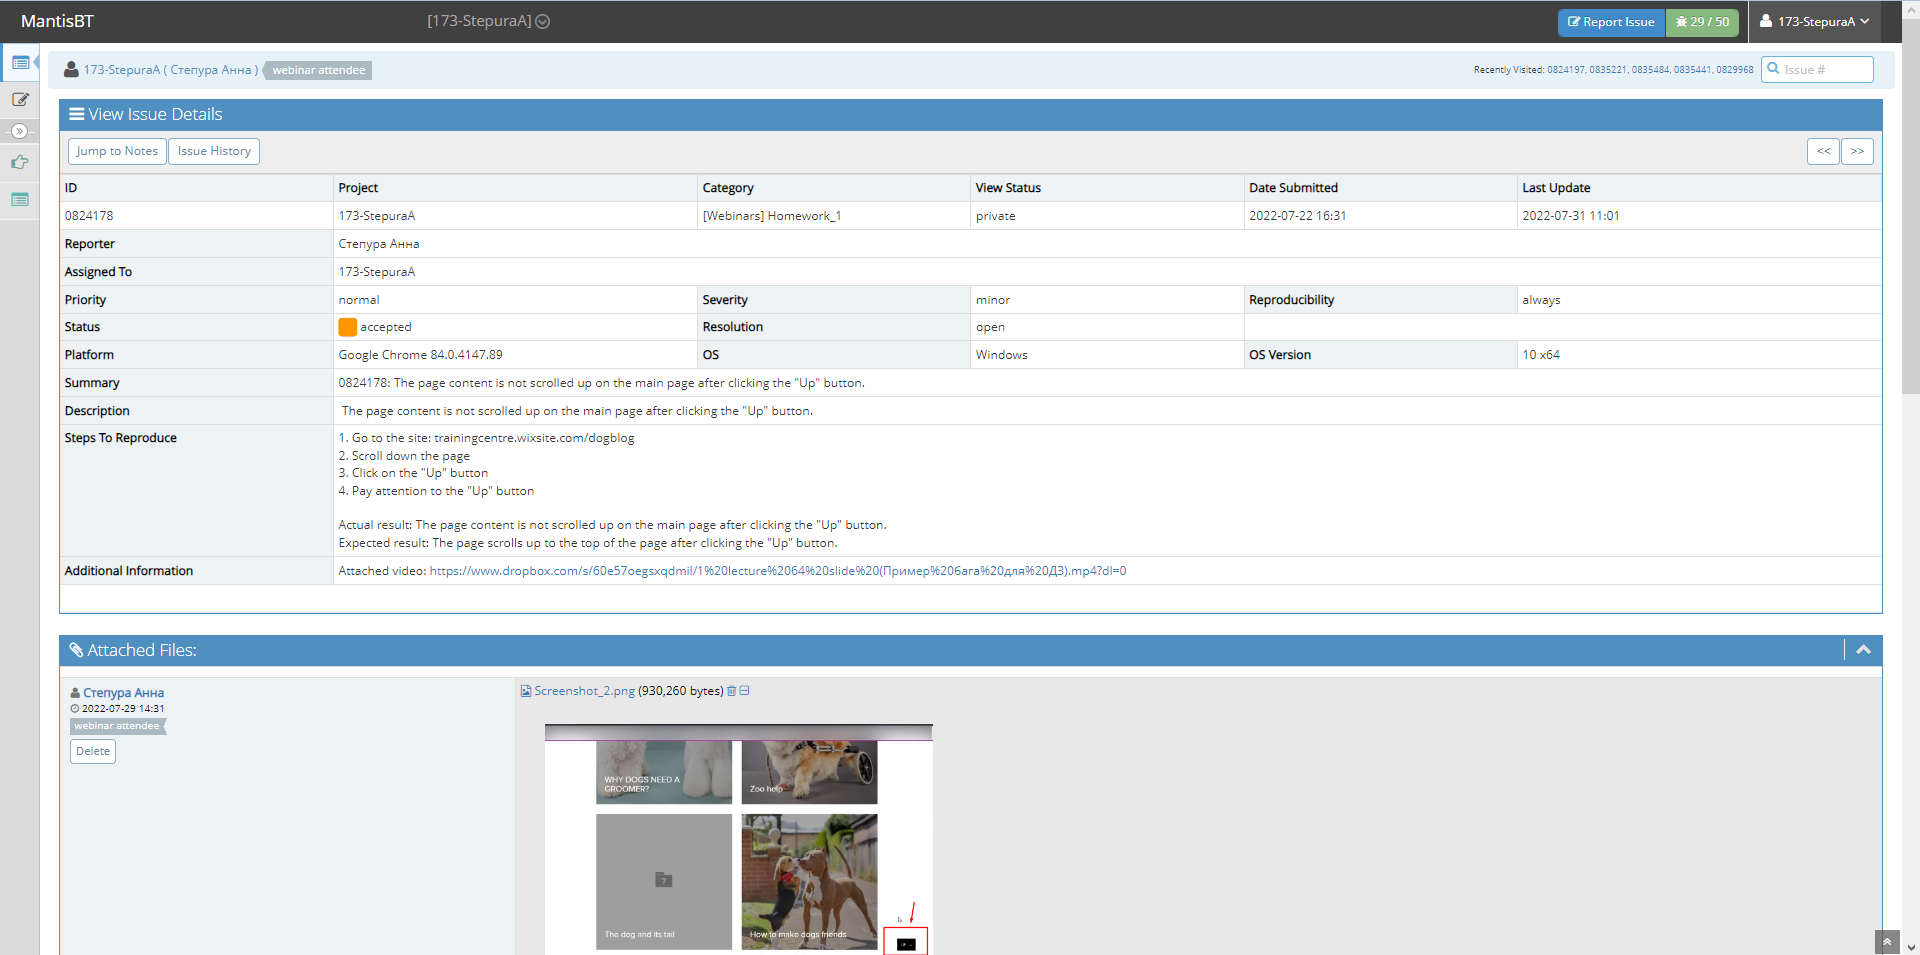 MantisBT
[173-StepuraA]
Report Issue
29 / 50
173-StepuraA
173-StepuraA ( Степура Анна )
webinar attendee
Recently Visited: 0824197, 0835221, 0835484, 0835441, 0829968
Issue #
View Issue Details
Jump to Notes
Issue History
<<
>>
ID Project Category View Status Date Submitted Last Update
0824178 173-StepuraA [Webinars] Homework_1 private 2022-07-22 16:31 2022-07-31 11:01
Reporter Степура Анна
Assigned To 173-StepuraA
Priority normal Severity minor Reproducibility always
Status accepted Resolution open
Platform Google Chrome 84.0.4147.89 OS Windows OS Version 10 x64
Summary 0824178: The page content is not scrolled up on the main page after clicking the "Up" button.
Description The page content is not scrolled up on the main page after clicking the "Up" button.
Steps To Reproduce 1. Go to the site: trainingcentre.wixsite.com/dogblog
2. Scroll down the page
3. Click on the "Up" button
4. Pay attention to the "Up" button
Actual result: The page content is not scrolled up on the main page after clicking the "Up" button.
Expected result: The page scrolls up to the top of the page after clicking the "Up" button.
Additional Information Attached video: https://www.dropbox.com/s/60e57oegsxqdmil/1%20lecture%2064%20slide%20(Пример%20бага%20для%20ДЗ).mp4?dl=0
Attached Files:
Степура Анна
2022-07-29 14:31
webinar attendee
Delete
Screenshot_2.png (930,260 bytes)
WHY DOGS NEED A
GROOMER?
Zoo help
The dog and its tail
How to make dogs friends